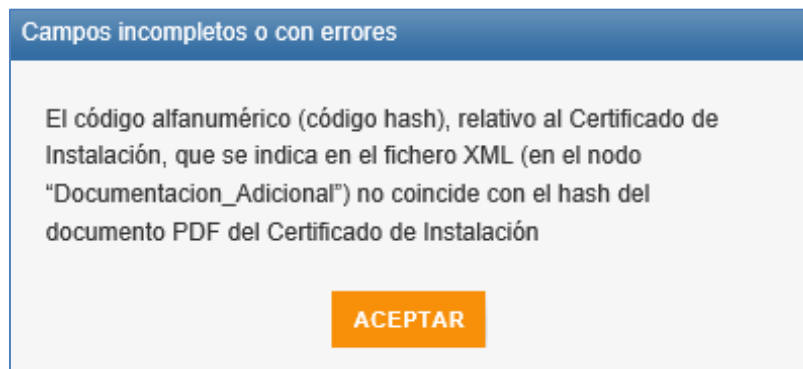 Campos incompletos o con errores
El código alfanumérico (código hash), relativo al Certificado de
Instalación, que se indica en el fichero XML (en el nodo
“Documentacion_Adicional”) no coincide con el hash del
documento PDF del Certificado de Instalación
ACEPTAR